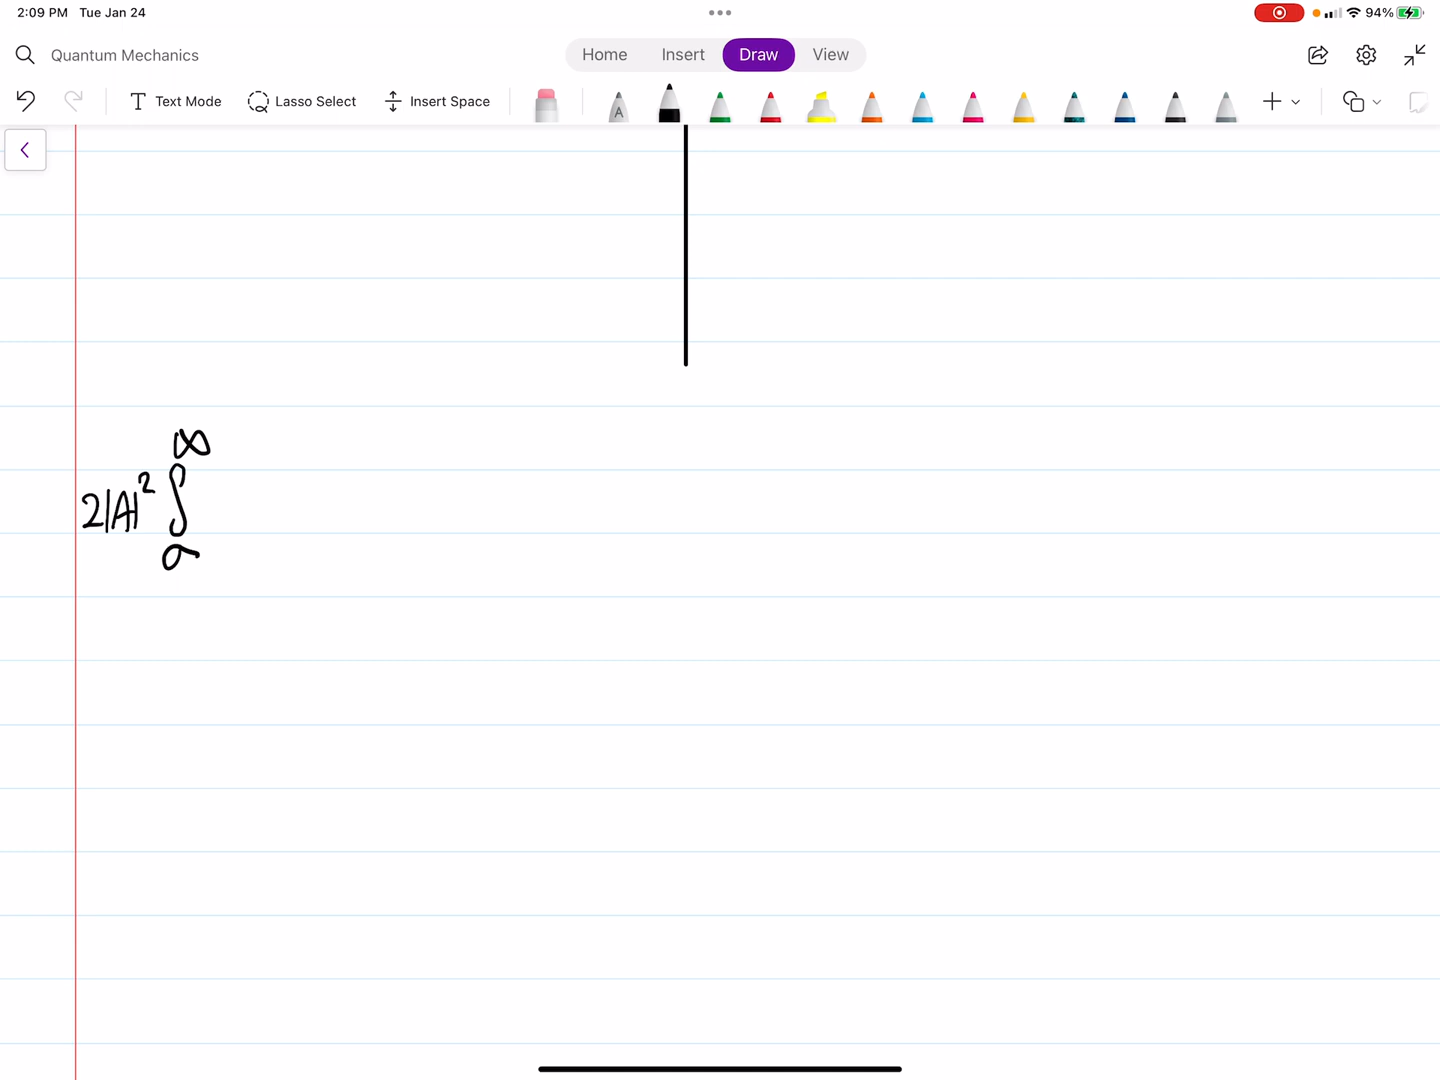 2:09 PM Tue Jan 24
94%
Quantum Mechanics
Home Insert Draw View
Text Mode Lasso Select Insert Space
A
∞
2|A|² ∫
σ